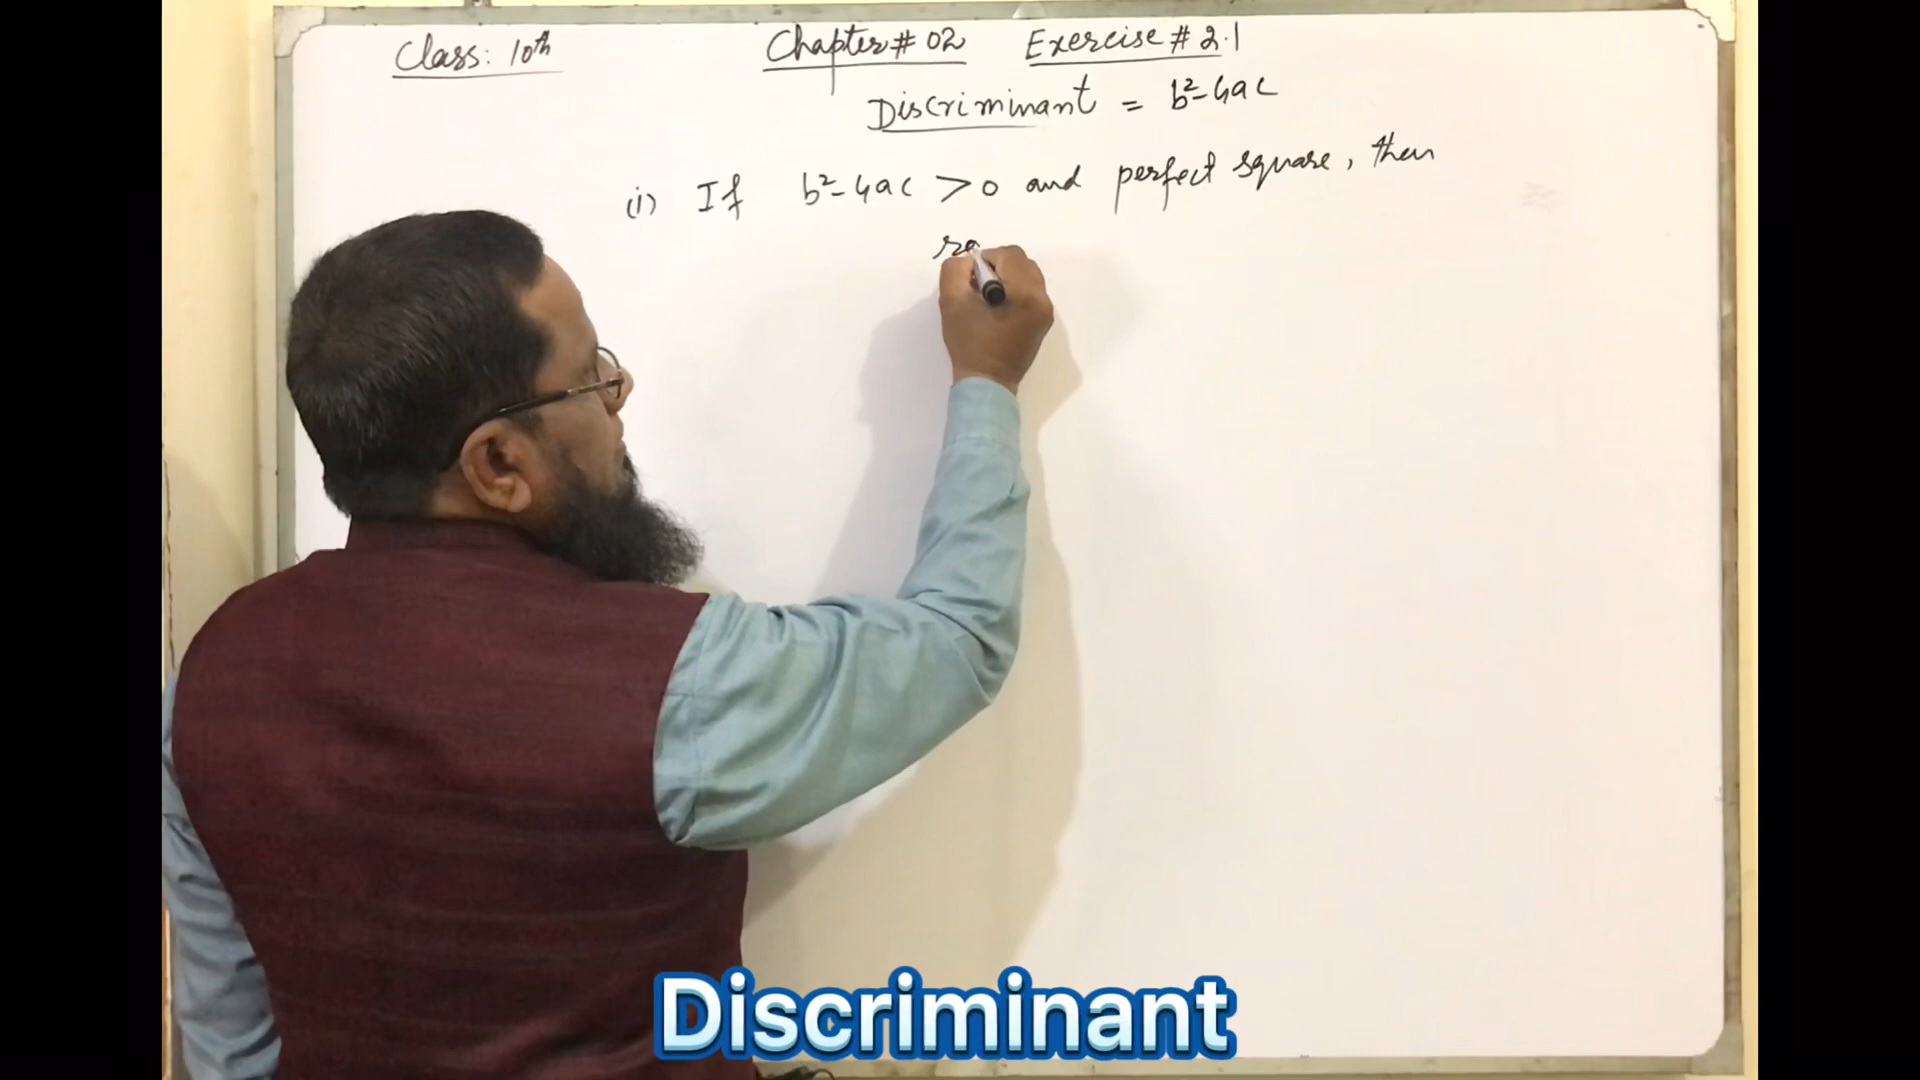 Class: 10th Chapter # 02 Exercise # 2.1
Discriminant = b²-4ac
(i) If b²-4ac >0 and perfect square, then
Discriminant